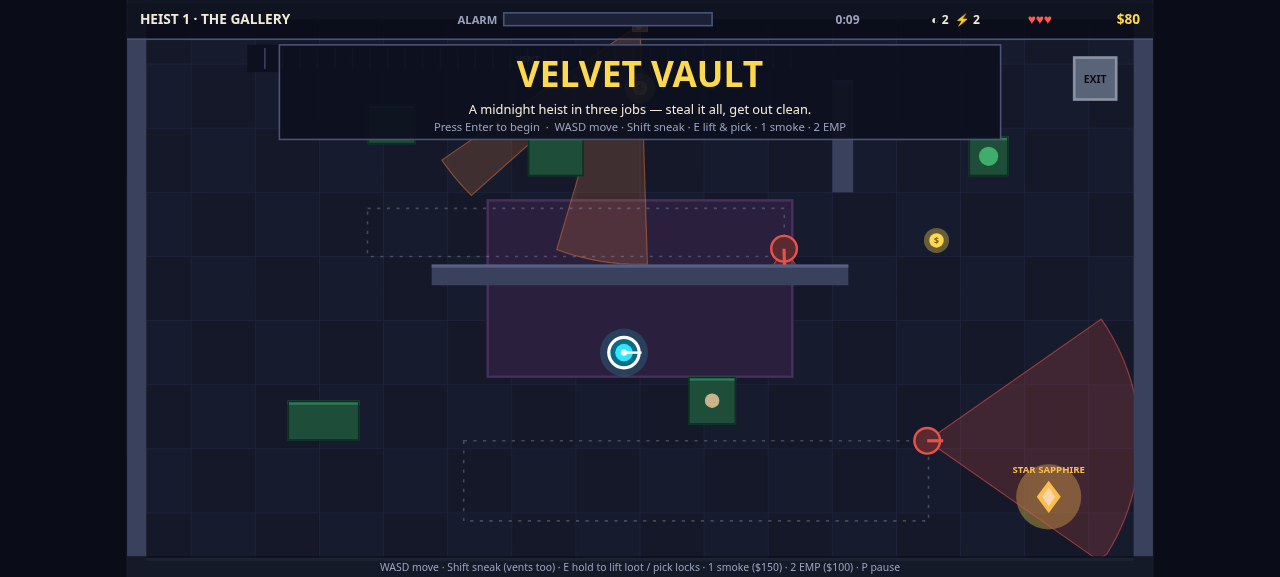 HEIST 1 · THE GALLERY
ALARM
0:09
2 ⚡ 2
♥♥♥
$80
VELVET VAULT
A midnight heist in three jobs — steal it all, get out clean.
Press Enter to begin · WASD move · Shift sneak · E lift & pick · 1 smoke · 2 EMP
EXIT
$
STAR SAPPHIRE
WASD move · Shift sneak (vents too) · E hold to lift loot / pick locks · 1 smoke ($150) · 2 EMP ($100) · P pause